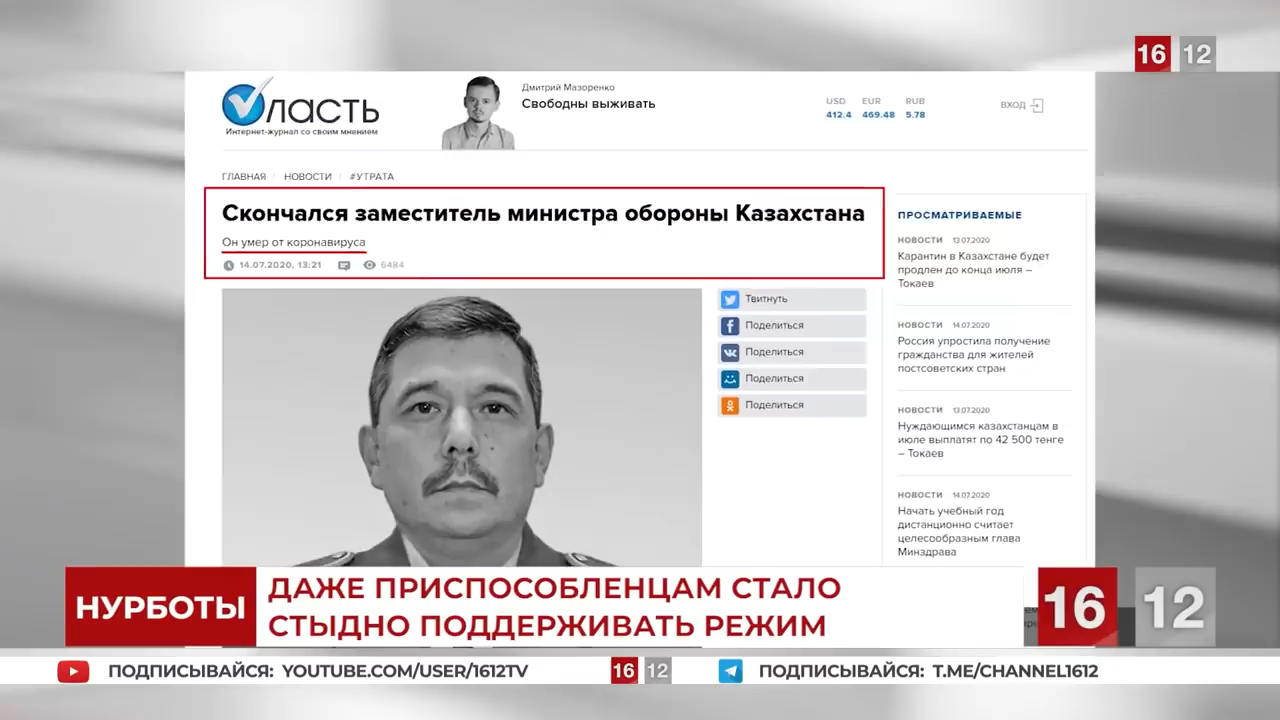 16 12
Власть
Интернет-журнал со своим мнением
Дмитрий Мазоренко
Свободны выживать
USD EUR RUB
412.4 469.48 5.78
ВХОД
ГЛАВНАЯ / НОВОСТИ / #УТРАТА
Скончался заместитель министра обороны Казахстана
Он умер от коронавируса
14.07.2020, 13:21 6484
Твитнуть
Поделиться
Поделиться
Поделиться
Поделиться
ПРОСМАТРИВАЕМЫЕ
НОВОСТИ 13.07.2020
Карантин в Казахстане будет
продлен до конца июля –
Токаев
НОВОСТИ 14.07.2020
Россия упростила получение
гражданства для жителей
постсоветских стран
НОВОСТИ 13.07.2020
Нуждающимся казахстанцам в
июле выплатят по 42 500 тенге
– Токаев
НОВОСТИ 14.07.2020
Начать учебный год
дистанционно считает
целесообразным глава
Минздрава
НУРБОТЫ
ДАЖЕ ПРИСПОСОБЛЕНЦАМ СТАЛО
СТЫДНО ПОДДЕРЖИВАТЬ РЕЖИМ
16 12
ПОДПИСЫВАЙСЯ: YOUTUBE.COM/USER/1612TV
16 12
ПОДПИСЫВАЙСЯ: T.ME/CHANNEL1612